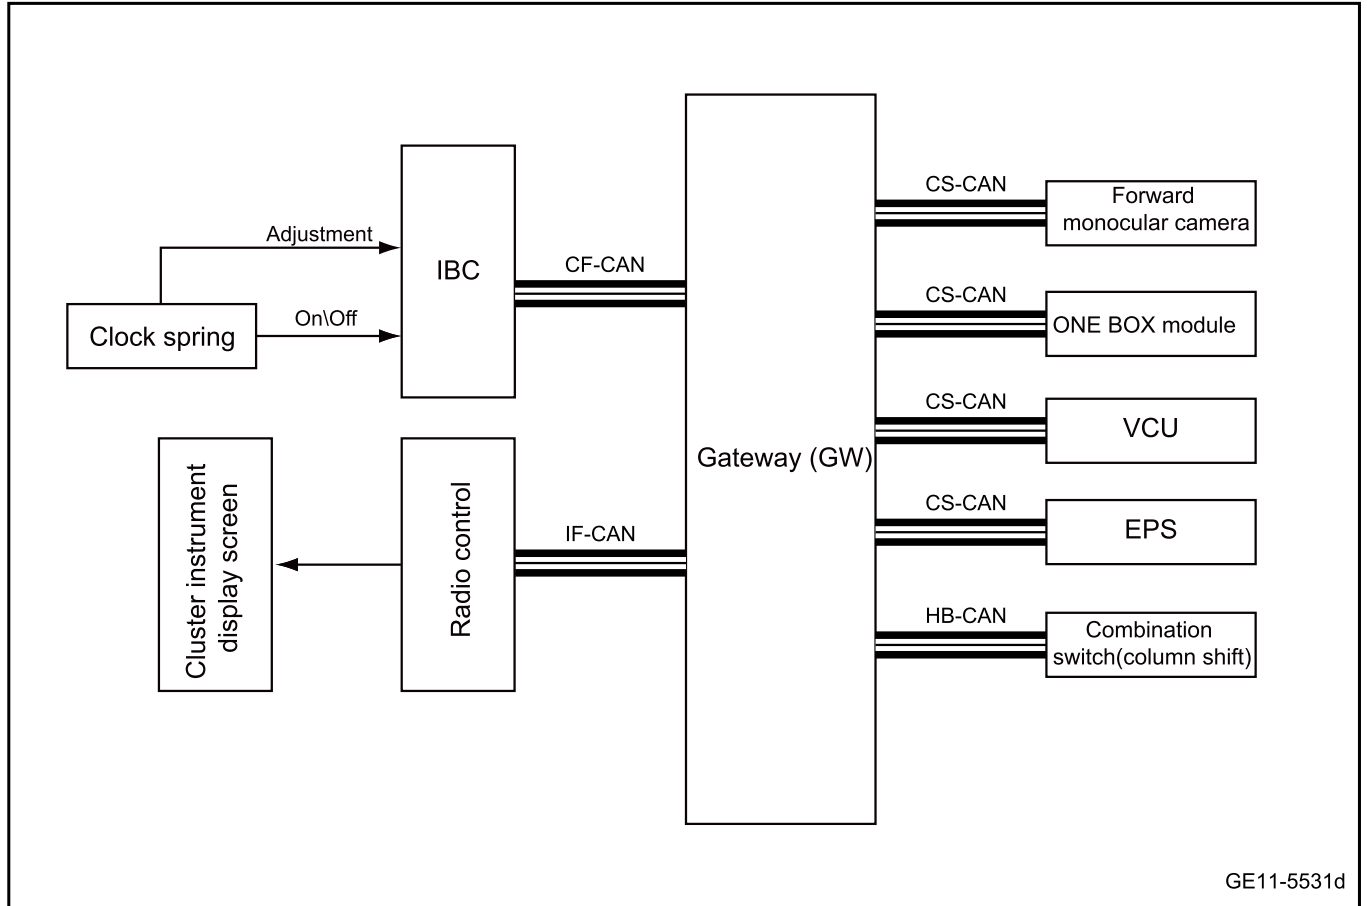 Adjustment
On\Off
Clock spring
IBC
CF-CAN
Cluster instrument
display screen
Radio control
IF-CAN
Gateway (GW)
CS-CAN
Forward
monocular camera
CS-CAN
ONE BOX module
CS-CAN
VCU
CS-CAN
EPS
HB-CAN
Combination
switch(column shift)
GE11-5531d